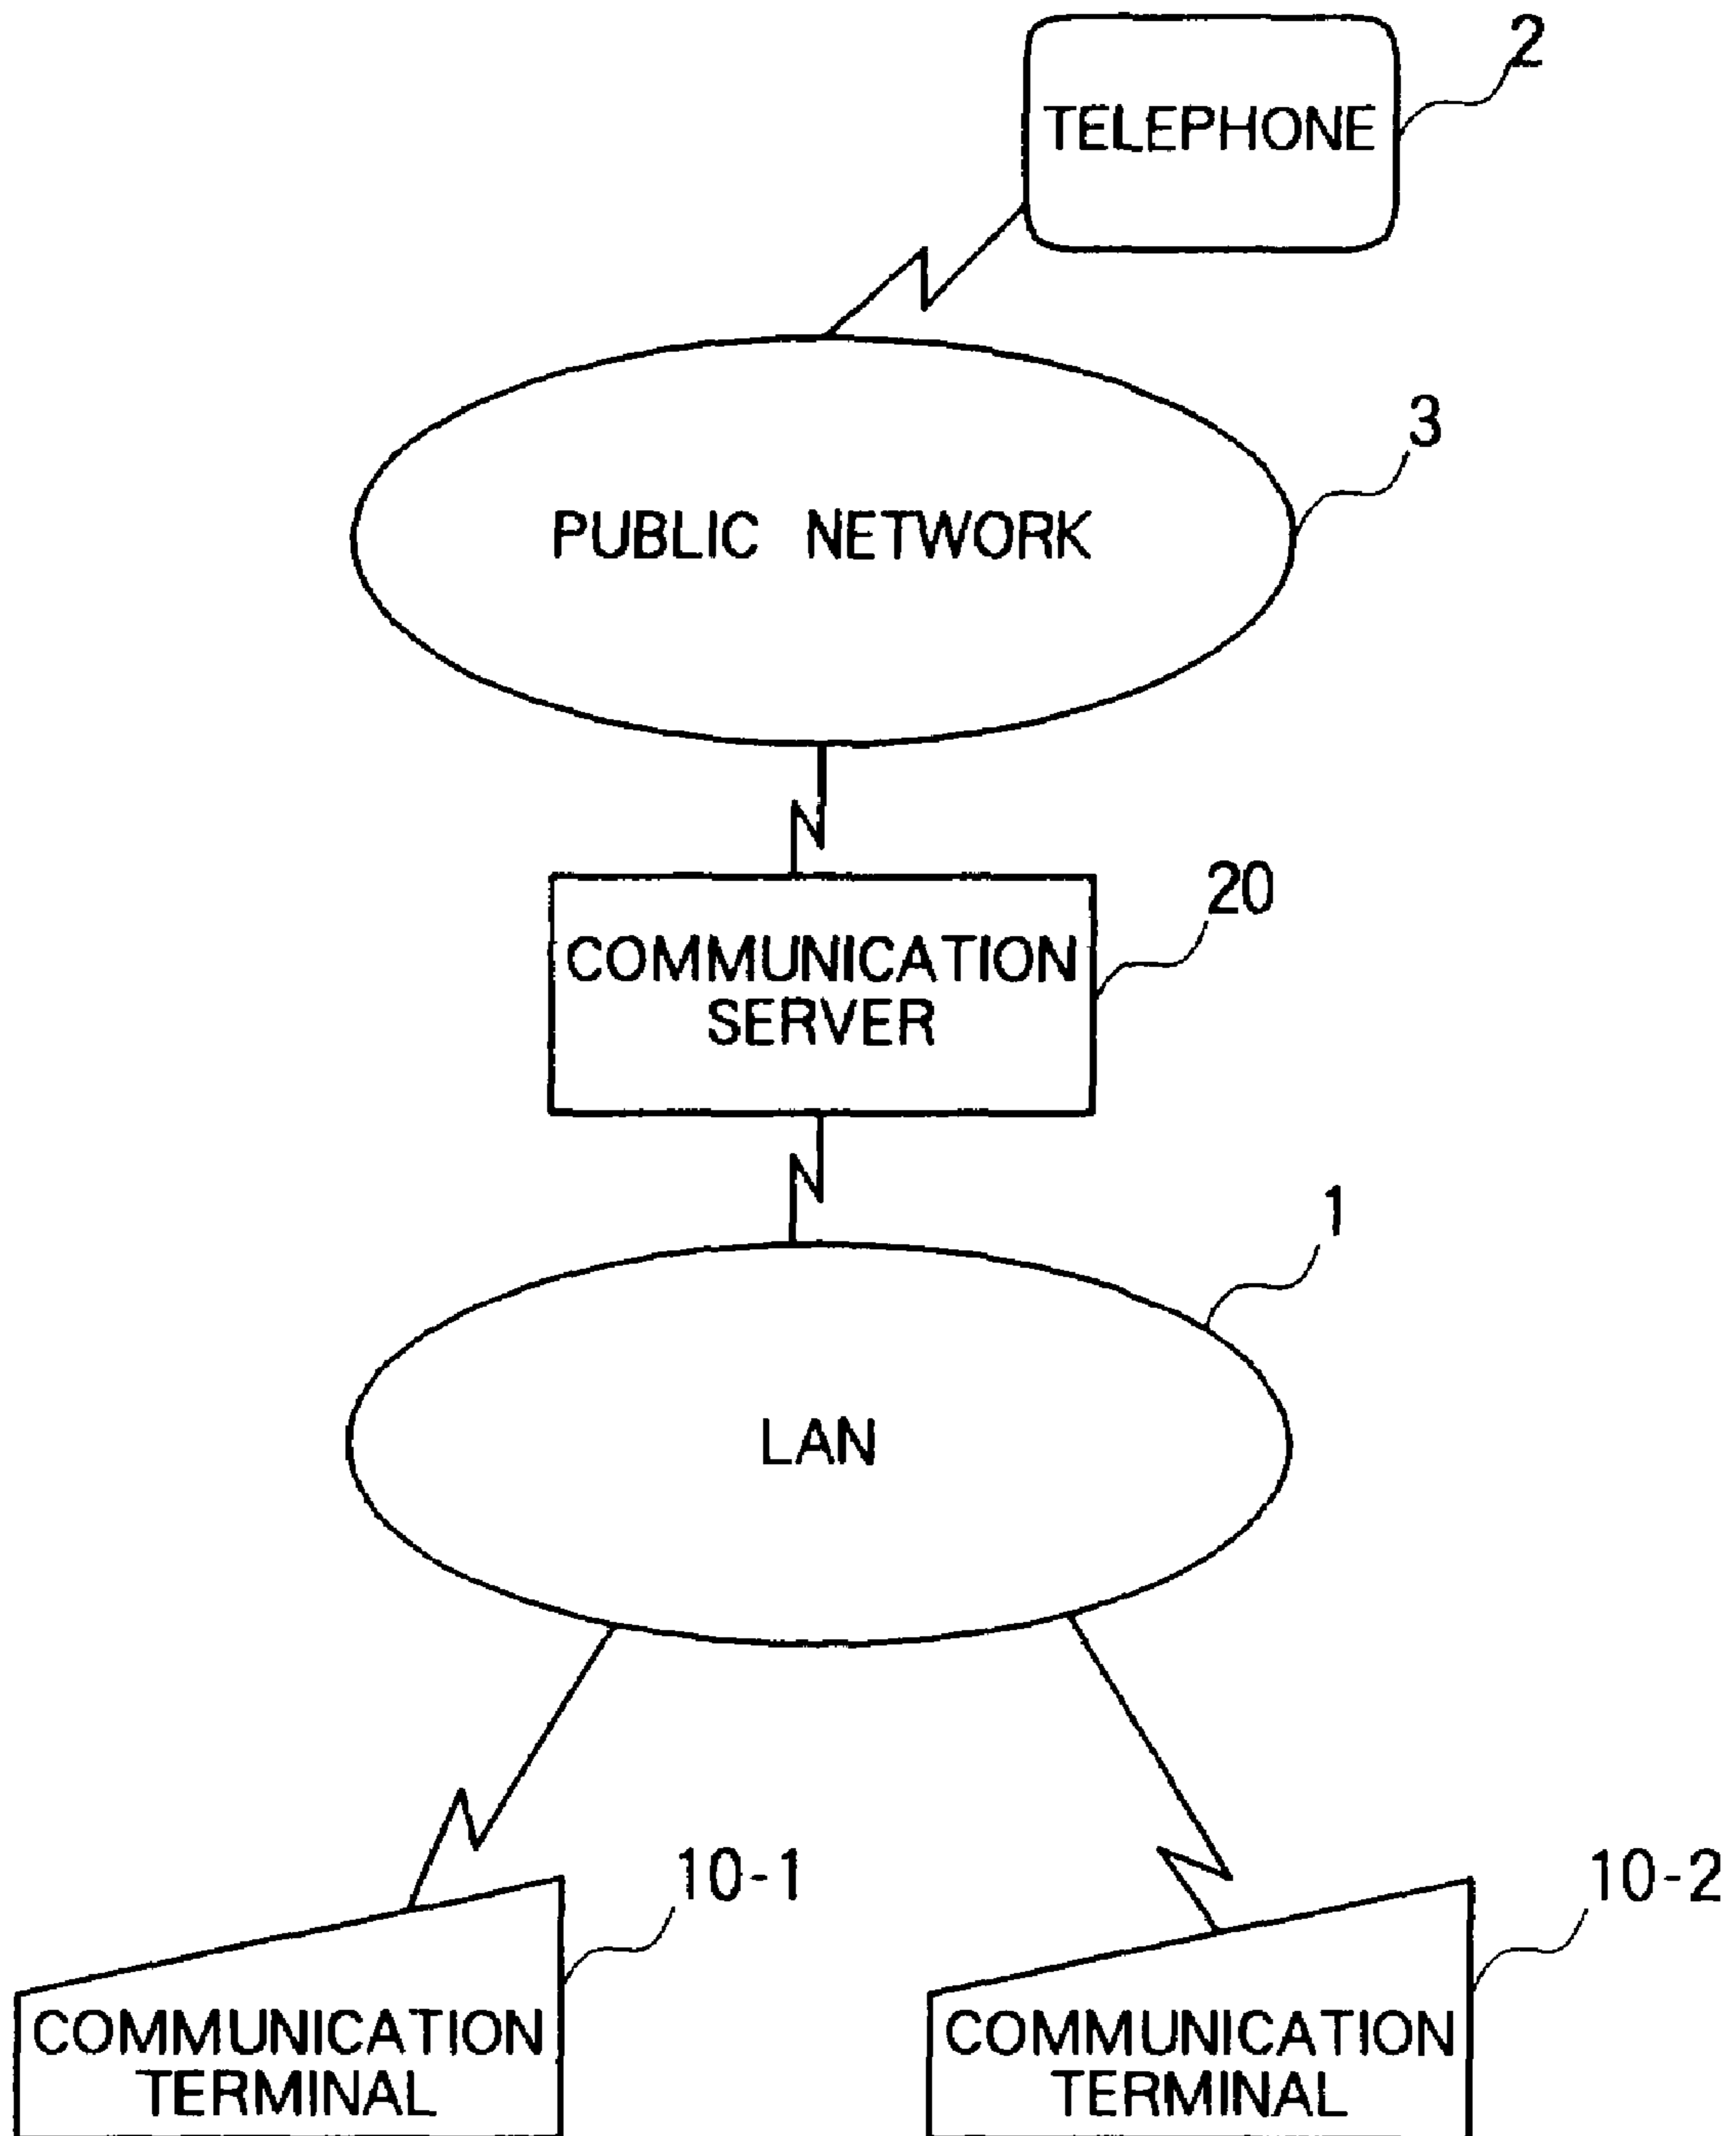 2
TELEPHONE
3
PUBLIC NETWORK
20
COMMUNICATION
SERVER
1
LAN
10-1
10-2
COMMUNICATION
TERMINAL
COMMUNICATION
TERMINAL